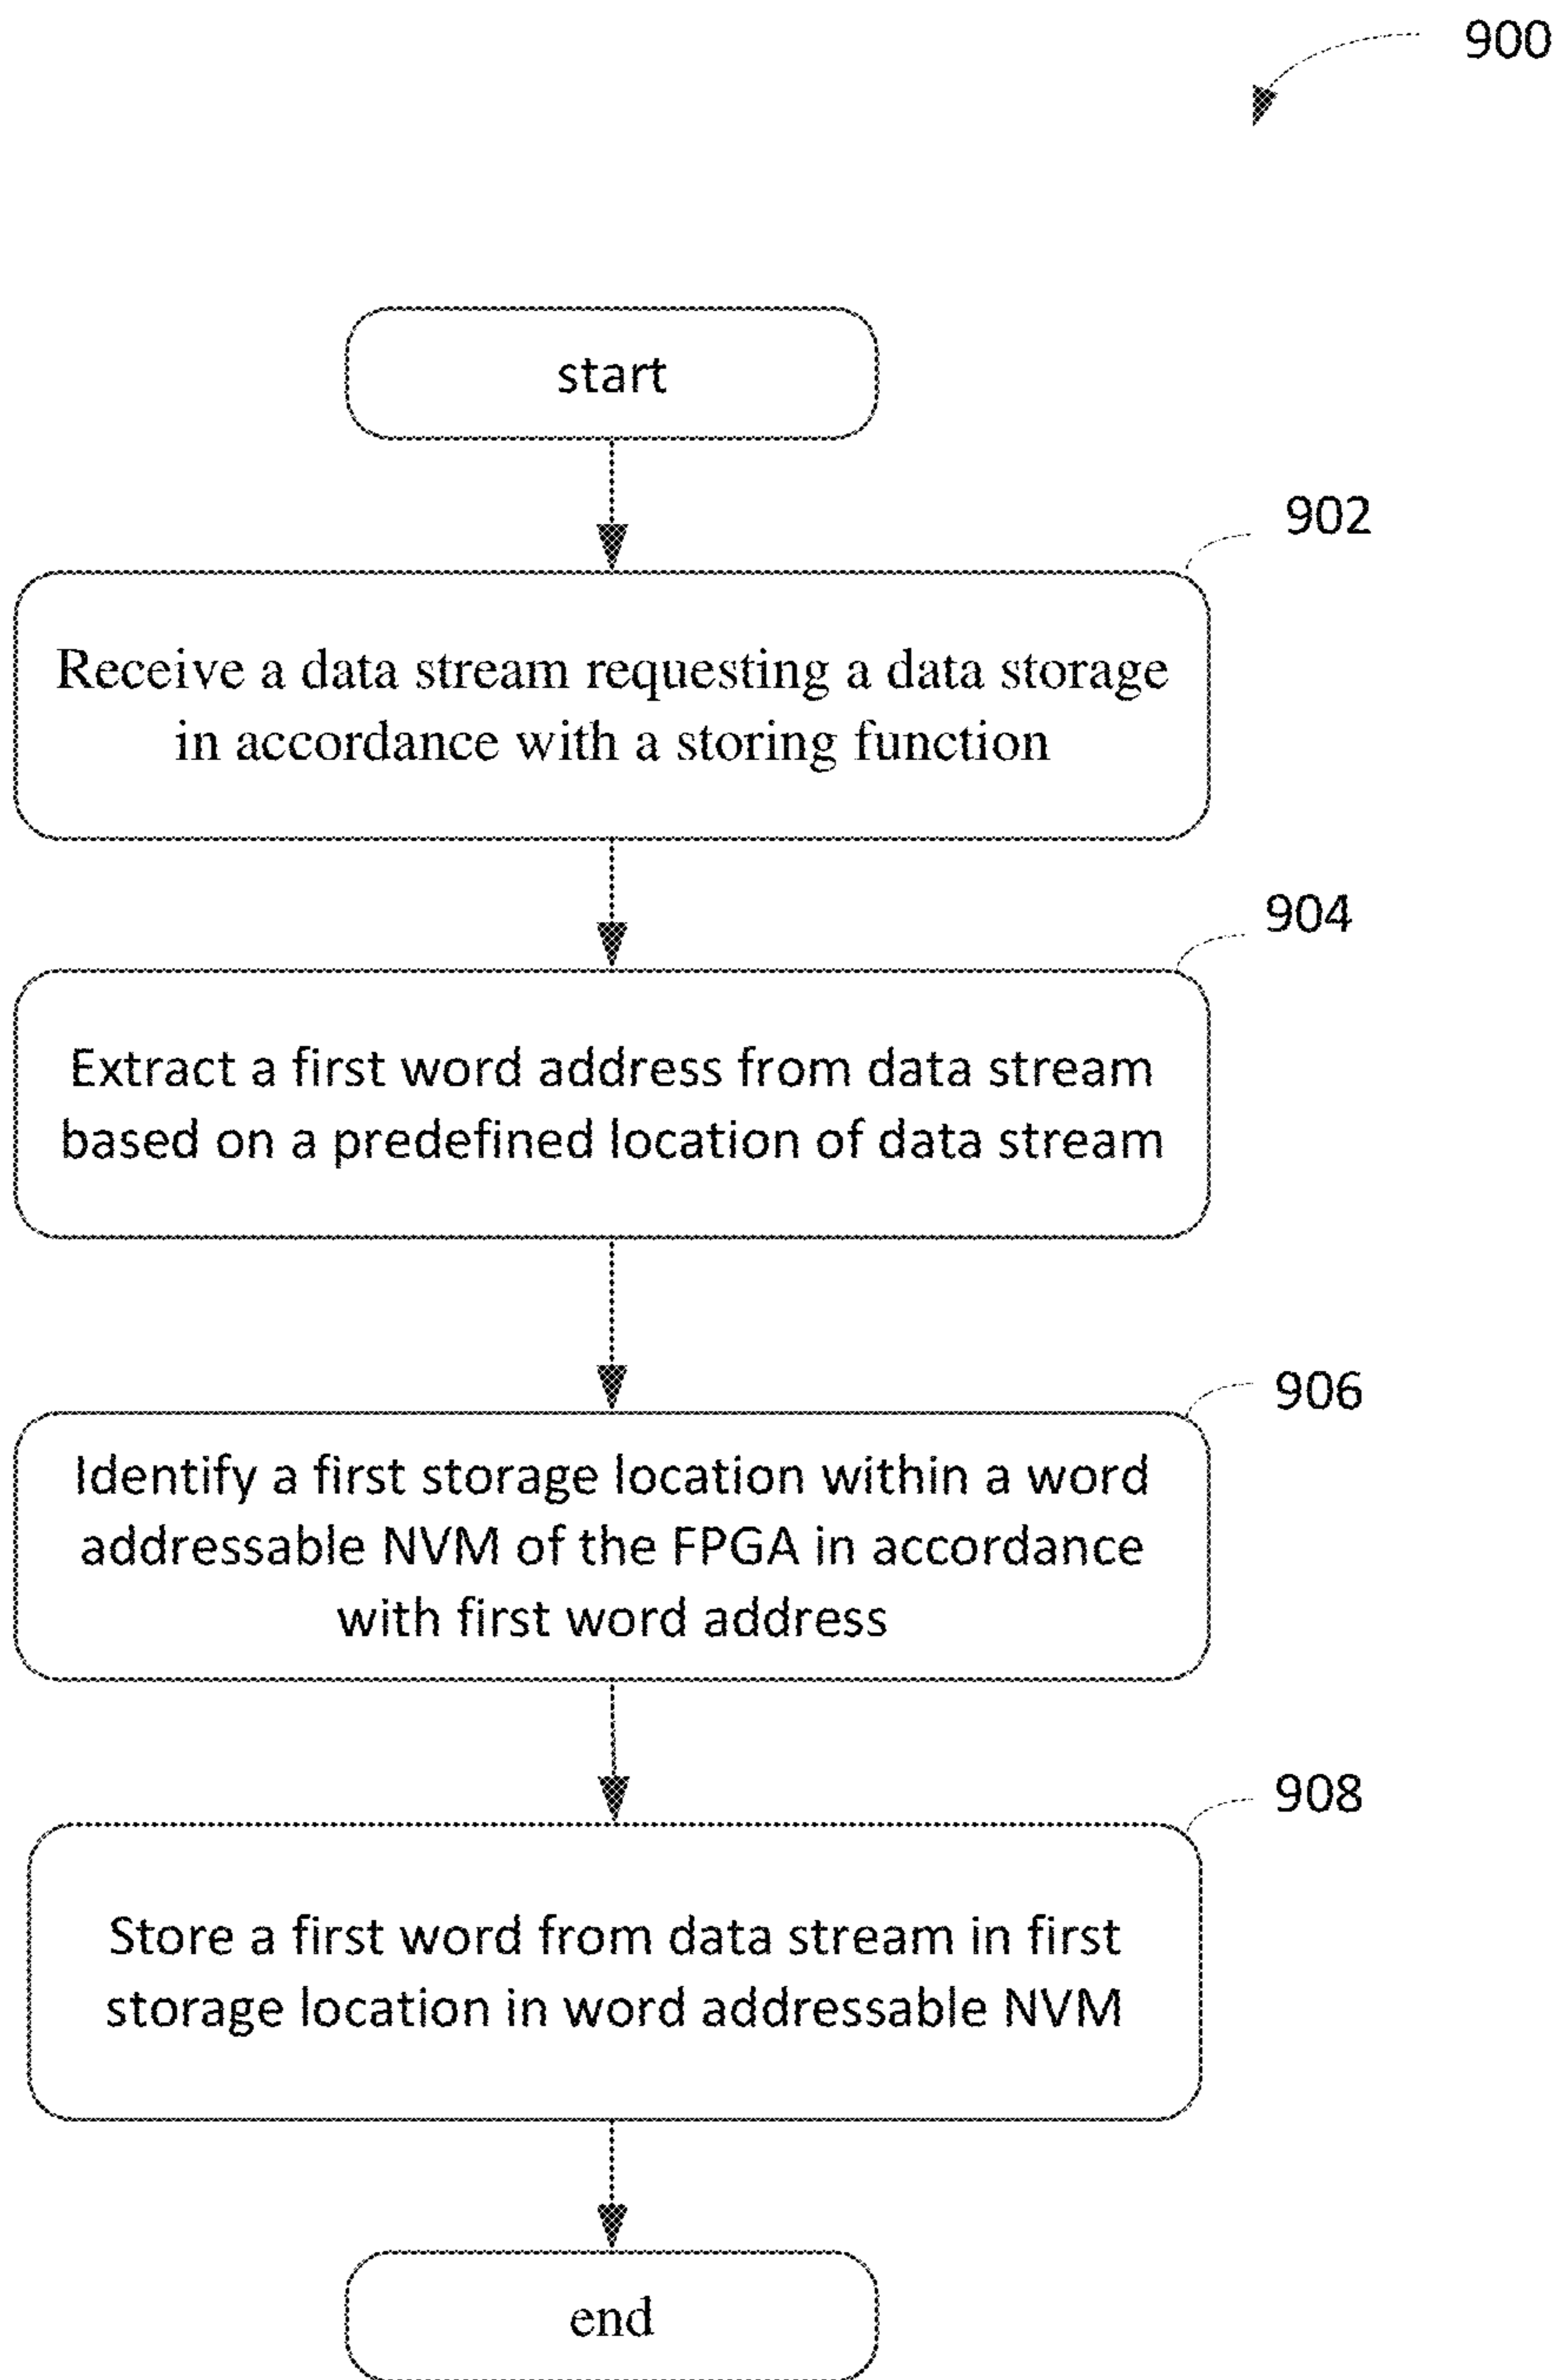 900
start
902
Receive a data stream requesting a data storage
in accordance with a storing function
904
Extract a first word address from data stream
based on a predefined location of data stream
906
Identify a first storage location within a word
addressable NVM of the FPGA in accordance
with first word address
908
Store a first word from data stream in first
storage location in word addressable NVM
end